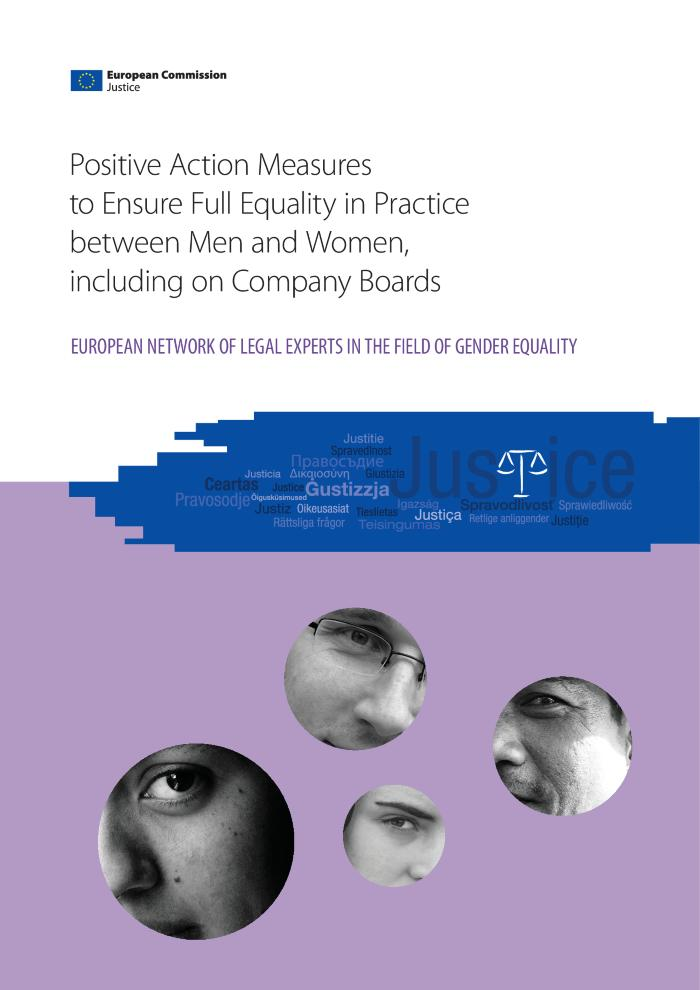 European Commission
Justice
Positive Action Measures
to Ensure Full Equality in Practice
between Men and Women,
including on Company Boards
EUROPEAN NETWORK OF LEGAL EXPERTS IN THE FIELD OF GENDER EQUALITY
Justitie
Spravedlnost
Правосъдие
Justice
Justicia
Δικαιοσύνη
Giustizia
Ceartas
Justice
Gustizzja
Pravosodje
Õigusküsimused
Igazság
Spravodlivosť
Sprawiedliwość
Justiz
Oikeusasiat
Tieslietas
Justiça
Retlige anliggender
Justiție
Rättsliga frågor
Teisingumas